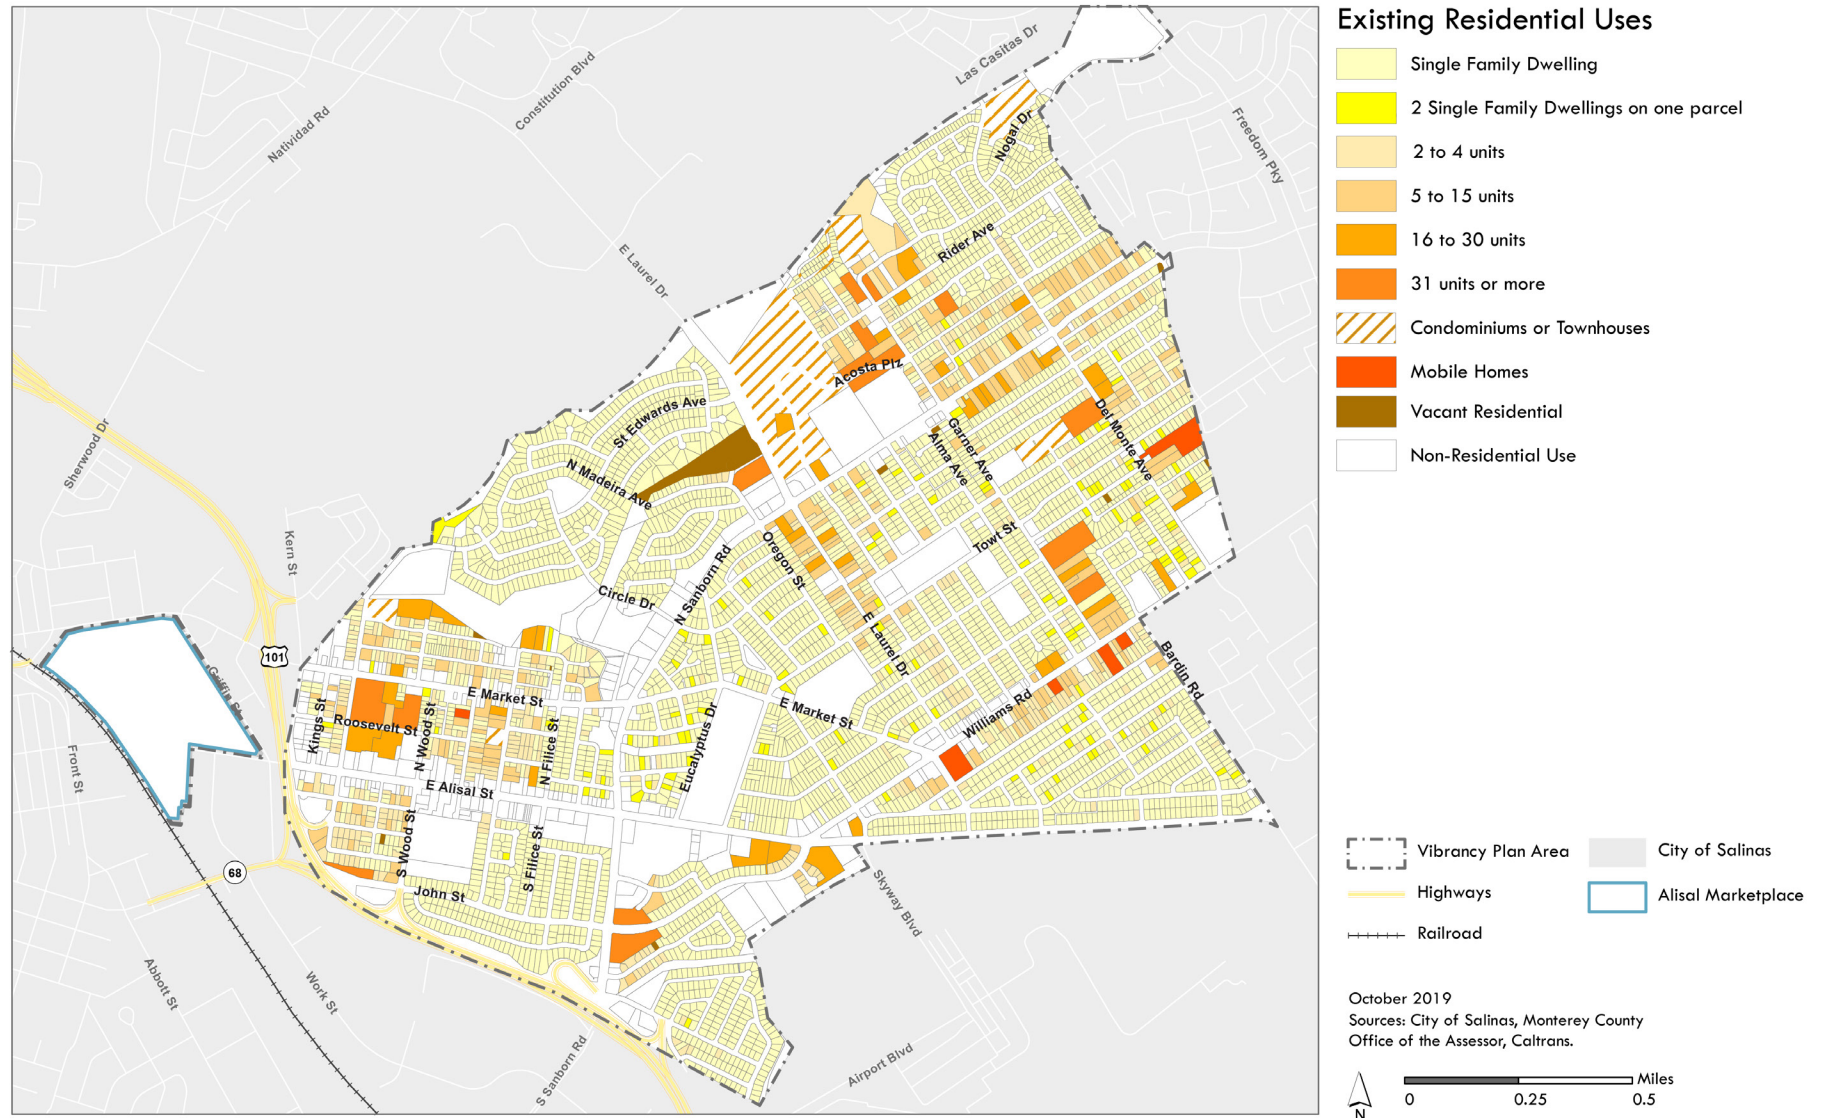 Existing Residential Uses
Single Family Dwelling
2 Single Family Dwellings on one parcel
2 to 4 units
5 to 15 units
16 to 30 units
31 units or more
Condominiums or Townhouses
Mobile Homes
Vacant Residential
Non-Residential Use
Las Casitas Dr
Constitution Blvd
Natividad Rd
Freedom Pky
Nogal Dr
Rider Ave
E Laurel Dr
Acosta Plz
St Edwards Ave
Del Monte Ave
Garner Ave
Alma Ave
Sherwood Dr
N Madeira Ave
Kern St
Towt St
Oregon St
N Sanborn Rd
Circle Dr
E Laurel Dr
101
Bardin Rd
Griffin St
E Market St
Kings St
Roosevelt St
N Wood St
N Filice St
Eucalyptus Dr
E Market St
Williams Rd
Front St
E Alisal St
S Wood St
S Filice St
68
John St
Skyway Blvd
Abbott St
Work St
S Sanborn Rd
Airport Blvd
Vibrancy Plan Area
City of Salinas
Highways
Alisal Marketplace
Railroad
October 2019
Sources: City of Salinas, Monterey County
Office of the Assessor, Caltrans.
Miles
0 0.25 0.5
N